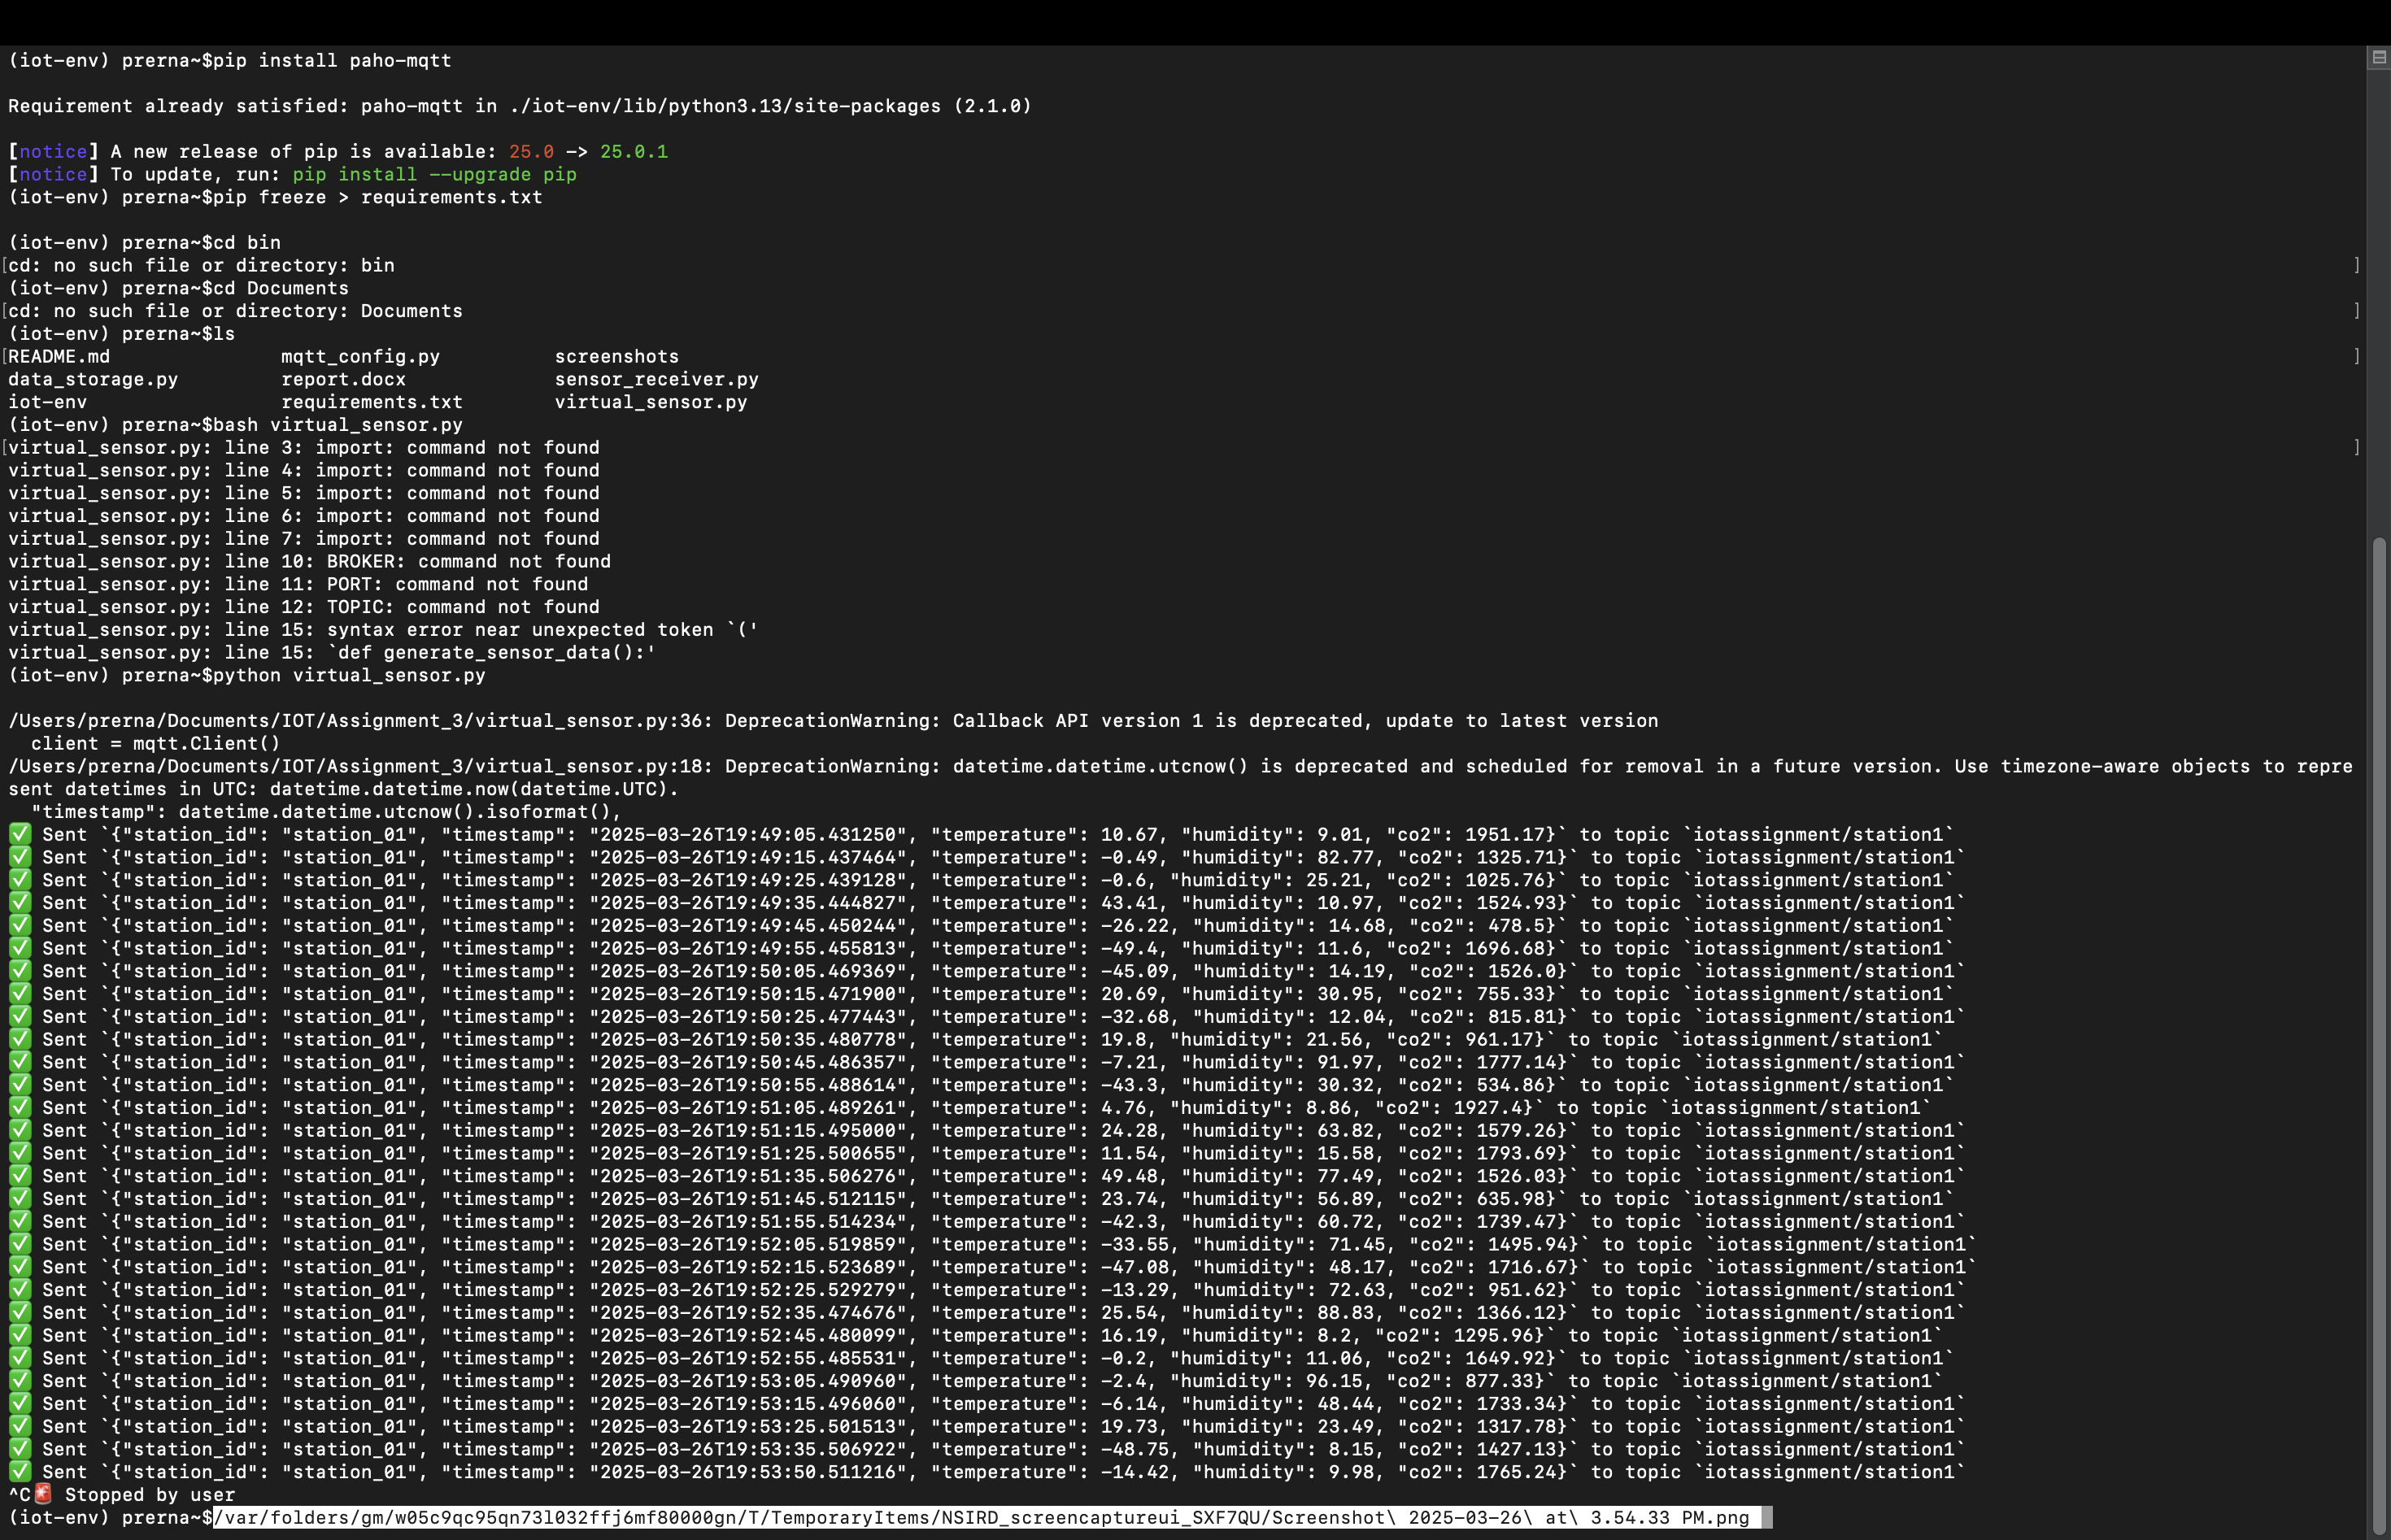 (iot-env) prerna~$pip install paho-mqtt
Requirement already satisfied: paho-mqtt in ./iot-env/lib/python3.13/site-packages (2.1.0)
[notice] A new release of pip is available: 25.0 -> 25.0.1
[notice] To update, run: pip install --upgrade pip
(iot-env) prerna~$pip freeze > requirements.txt
(iot-env) prerna~$cd bin
[cd: no such file or directory: bin ]
(iot-env) prerna~$cd Documents
[cd: no such file or directory: Documents ]
(iot-env) prerna~$ls
[README.md mqtt_config.py screenshots ]
data_storage.py report.docx sensor_receiver.py
iot-env requirements.txt virtual_sensor.py
(iot-env) prerna~$bash virtual_sensor.py
[virtual_sensor.py: line 3: import: command not found ]
virtual_sensor.py: line 4: import: command not found
virtual_sensor.py: line 5: import: command not found
virtual_sensor.py: line 6: import: command not found
virtual_sensor.py: line 7: import: command not found
virtual_sensor.py: line 10: BROKER: command not found
virtual_sensor.py: line 11: PORT: command not found
virtual_sensor.py: line 12: TOPIC: command not found
virtual_sensor.py: line 15: syntax error near unexpected token `('
virtual_sensor.py: line 15: `def generate_sensor_data():'
(iot-env) prerna~$python virtual_sensor.py
/Users/prerna/Documents/IOT/Assignment_3/virtual_sensor.py:36: DeprecationWarning: Callback API version 1 is deprecated, update to latest version
  client = mqtt.Client()
/Users/prerna/Documents/IOT/Assignment_3/virtual_sensor.py:18: DeprecationWarning: datetime.datetime.utcnow() is deprecated and scheduled for removal in a future version. Use timezone-aware objects to repre
sent datetimes in UTC: datetime.datetime.now(datetime.UTC).
  "timestamp": datetime.datetime.utcnow().isoformat(),
✅ Sent `{"station_id": "station_01", "timestamp": "2025-03-26T19:49:05.431250", "temperature": 10.67, "humidity": 9.01, "co2": 1951.17}` to topic `iotassignment/station1`
✅ Sent `{"station_id": "station_01", "timestamp": "2025-03-26T19:49:15.437464", "temperature": -0.49, "humidity": 82.77, "co2": 1325.71}` to topic `iotassignment/station1`
✅ Sent `{"station_id": "station_01", "timestamp": "2025-03-26T19:49:25.439128", "temperature": -0.6, "humidity": 25.21, "co2": 1025.76}` to topic `iotassignment/station1`
✅ Sent `{"station_id": "station_01", "timestamp": "2025-03-26T19:49:35.444827", "temperature": 43.41, "humidity": 10.97, "co2": 1524.93}` to topic `iotassignment/station1`
✅ Sent `{"station_id": "station_01", "timestamp": "2025-03-26T19:49:45.450244", "temperature": -26.22, "humidity": 14.68, "co2": 478.5}` to topic `iotassignment/station1`
✅ Sent `{"station_id": "station_01", "timestamp": "2025-03-26T19:49:55.455813", "temperature": -49.4, "humidity": 11.6, "co2": 1696.68}` to topic `iotassignment/station1`
✅ Sent `{"station_id": "station_01", "timestamp": "2025-03-26T19:50:05.469369", "temperature": -45.09, "humidity": 14.19, "co2": 1526.0}` to topic `iotassignment/station1`
✅ Sent `{"station_id": "station_01", "timestamp": "2025-03-26T19:50:15.471900", "temperature": 20.69, "humidity": 30.95, "co2": 755.33}` to topic `iotassignment/station1`
✅ Sent `{"station_id": "station_01", "timestamp": "2025-03-26T19:50:25.477443", "temperature": -32.68, "humidity": 12.04, "co2": 815.81}` to topic `iotassignment/station1`
✅ Sent `{"station_id": "station_01", "timestamp": "2025-03-26T19:50:35.480778", "temperature": 19.8, "humidity": 21.56, "co2": 961.17}` to topic `iotassignment/station1`
✅ Sent `{"station_id": "station_01", "timestamp": "2025-03-26T19:50:45.486357", "temperature": -7.21, "humidity": 91.97, "co2": 1777.14}` to topic `iotassignment/station1`
✅ Sent `{"station_id": "station_01", "timestamp": "2025-03-26T19:50:55.488614", "temperature": -43.3, "humidity": 30.32, "co2": 534.86}` to topic `iotassignment/station1`
✅ Sent `{"station_id": "station_01", "timestamp": "2025-03-26T19:51:05.489261", "temperature": 4.76, "humidity": 8.86, "co2": 1927.4}` to topic `iotassignment/station1`
✅ Sent `{"station_id": "station_01", "timestamp": "2025-03-26T19:51:15.495000", "temperature": 24.28, "humidity": 63.82, "co2": 1579.26}` to topic `iotassignment/station1`
✅ Sent `{"station_id": "station_01", "timestamp": "2025-03-26T19:51:25.500655", "temperature": 11.54, "humidity": 15.58, "co2": 1793.69}` to topic `iotassignment/station1`
✅ Sent `{"station_id": "station_01", "timestamp": "2025-03-26T19:51:35.506276", "temperature": 49.48, "humidity": 77.49, "co2": 1526.03}` to topic `iotassignment/station1`
✅ Sent `{"station_id": "station_01", "timestamp": "2025-03-26T19:51:45.512115", "temperature": 23.74, "humidity": 56.89, "co2": 635.98}` to topic `iotassignment/station1`
✅ Sent `{"station_id": "station_01", "timestamp": "2025-03-26T19:51:55.514234", "temperature": -42.3, "humidity": 60.72, "co2": 1739.47}` to topic `iotassignment/station1`
✅ Sent `{"station_id": "station_01", "timestamp": "2025-03-26T19:52:05.519859", "temperature": -33.55, "humidity": 71.45, "co2": 1495.94}` to topic `iotassignment/station1`
✅ Sent `{"station_id": "station_01", "timestamp": "2025-03-26T19:52:15.523689", "temperature": -47.08, "humidity": 48.17, "co2": 1716.67}` to topic `iotassignment/station1`
✅ Sent `{"station_id": "station_01", "timestamp": "2025-03-26T19:52:25.529279", "temperature": -13.29, "humidity": 72.63, "co2": 951.62}` to topic `iotassignment/station1`
✅ Sent `{"station_id": "station_01", "timestamp": "2025-03-26T19:52:35.474676", "temperature": 25.54, "humidity": 88.83, "co2": 1366.12}` to topic `iotassignment/station1`
✅ Sent `{"station_id": "station_01", "timestamp": "2025-03-26T19:52:45.480099", "temperature": 16.19, "humidity": 8.2, "co2": 1295.96}` to topic `iotassignment/station1`
✅ Sent `{"station_id": "station_01", "timestamp": "2025-03-26T19:52:55.485531", "temperature": -0.2, "humidity": 11.06, "co2": 1649.92}` to topic `iotassignment/station1`
✅ Sent `{"station_id": "station_01", "timestamp": "2025-03-26T19:53:05.490960", "temperature": -2.4, "humidity": 96.15, "co2": 877.33}` to topic `iotassignment/station1`
✅ Sent `{"station_id": "station_01", "timestamp": "2025-03-26T19:53:15.496060", "temperature": -6.14, "humidity": 48.44, "co2": 1733.34}` to topic `iotassignment/station1`
✅ Sent `{"station_id": "station_01", "timestamp": "2025-03-26T19:53:25.501513", "temperature": 19.73, "humidity": 23.49, "co2": 1317.78}` to topic `iotassignment/station1`
✅ Sent `{"station_id": "station_01", "timestamp": "2025-03-26T19:53:35.506922", "temperature": -48.75, "humidity": 8.15, "co2": 1427.13}` to topic `iotassignment/station1`
✅ Sent `{"station_id": "station_01", "timestamp": "2025-03-26T19:53:50.511216", "temperature": -14.42, "humidity": 9.98, "co2": 1765.24}` to topic `iotassignment/station1`
^C🚨 Stopped by user
(iot-env) prerna~$/var/folders/gm/w05c9qc95qn73l032ffj6mf80000gn/T/TemporaryItems/NSIRD_screencaptureui_SXF7QU/Screenshot\ 2025-03-26\ at\ 3.54.33 PM.png